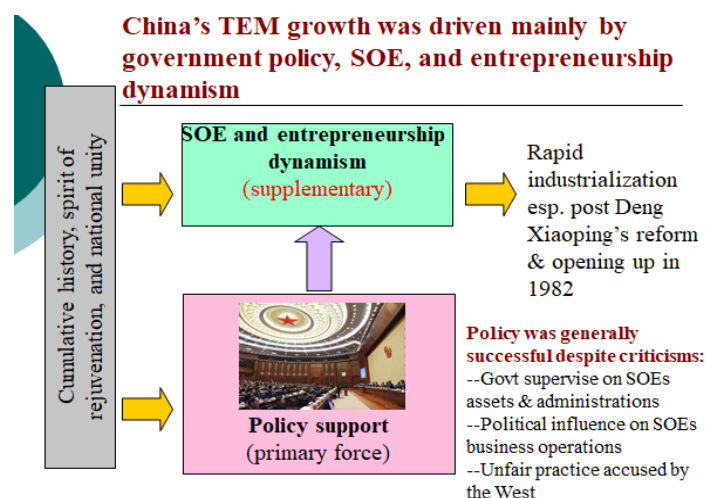 China’s TEM growth was driven mainly by
government policy, SOE, and entrepreneurship
dynamism
Cumulative history, spirit of
rejuvenation, and national unity
SOE and entrepreneurship
dynamism
(supplementary)
Rapid
industrialization
esp. post Deng
Xiaoping’s reform
& opening up in
1982
Policy support
(primary force)
Policy was generally
successful despite criticisms:
--Govt supervise on SOEs
assets & administrations
--Political influence on SOEs
business operations
--Unfair practice accused by
the West